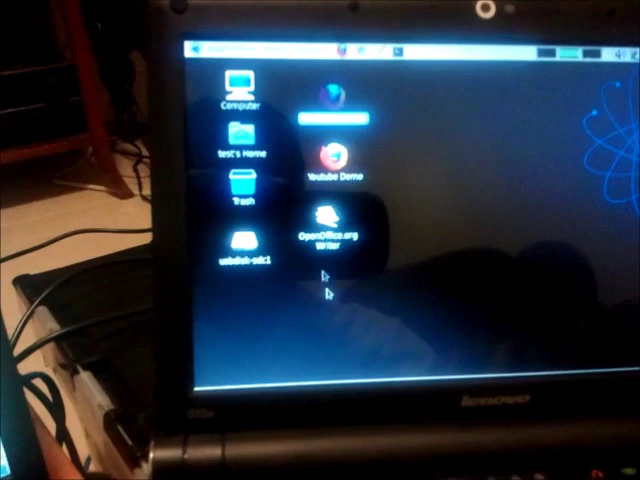 Computer
test's Home
Youtube Demo
Trash
OpenOffice.org
Writer
usbdisk-sdc1
lenovo